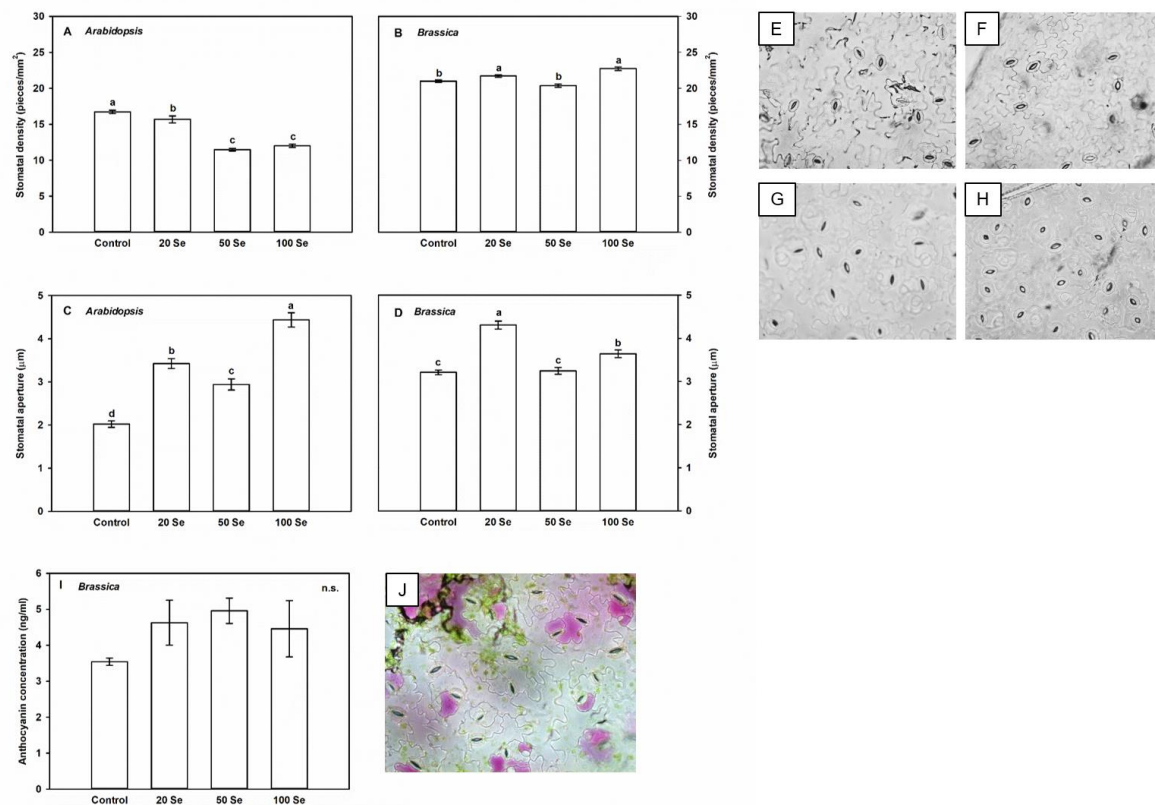 A Arabidopsis
Stomatal density (pieces/mm²)
30
25
20
15
10
5
0
a
b
c
c
Control 20 Se 50 Se 100 Se
B Brassica
b
a
b
a
30
25
20
15
10
5
0
Stomatal density (pieces/mm²)
Control 20 Se 50 Se 100 Se
E
F
G
H
C Arabidopsis
Stomatal aperture (µm)
5
4
3
2
1
0
d
b
c
a
Control 20 Se 50 Se 100 Se
D Brassica
c
a
c
b
5
4
3
2
1
0
Stomatal aperture (µm)
Control 20 Se 50 Se 100 Se
I Brassica
n.s.
Anthocyanin concentration (ng/ml)
6
5
4
3
2
1
0
Control 20 Se 50 Se 100 Se
J